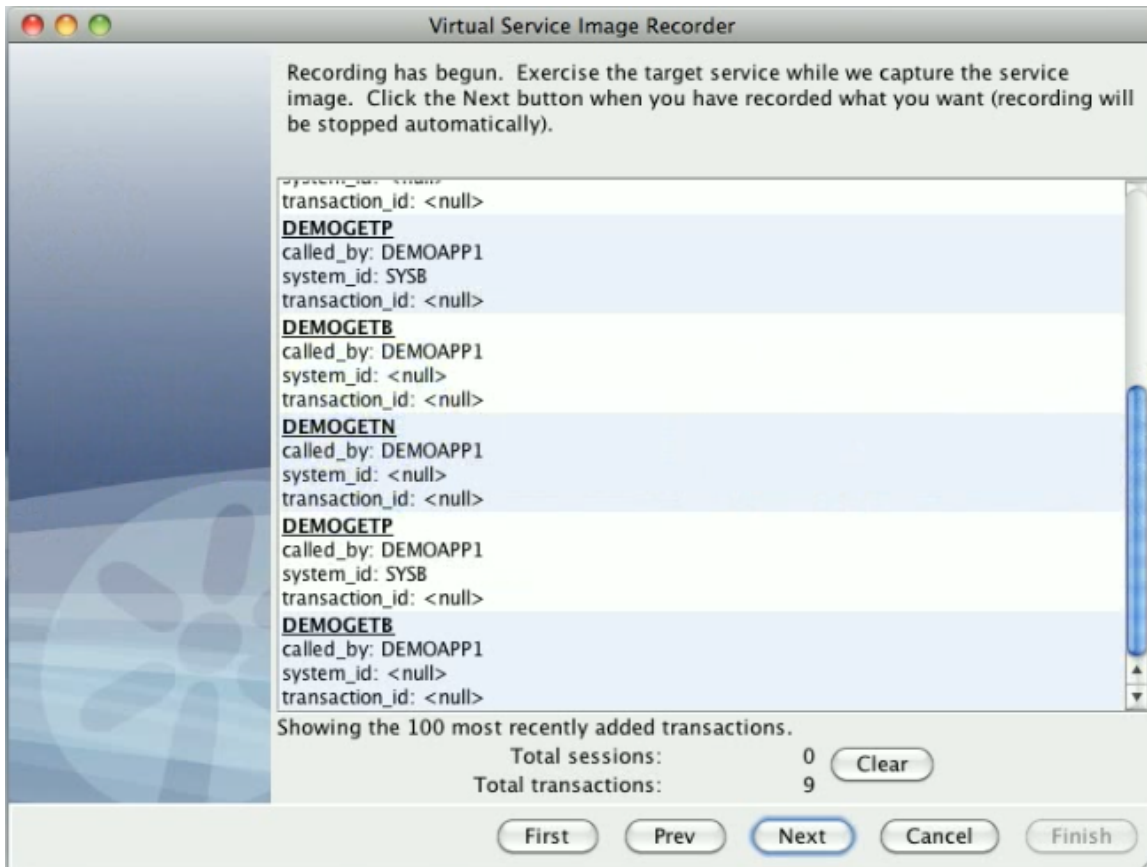 Virtual Service Image Recorder
Recording has begun.  Exercise the target service while we capture the service
image.  Click the Next button when you have recorded what you want (recording will
be stopped automatically).
system_id: <null>
transaction_id: <null>
DEMOGETP
called_by: DEMOAPP1
system_id: SYSB
transaction_id: <null>
DEMOGETB
called_by: DEMOAPP1
system_id: <null>
transaction_id: <null>
DEMOGETN
called_by: DEMOAPP1
system_id: <null>
transaction_id: <null>
DEMOGETP
called_by: DEMOAPP1
system_id: SYSB
transaction_id: <null>
DEMOGETB
called_by: DEMOAPP1
system_id: <null>
transaction_id: <null>
Showing the 100 most recently added transactions.
Total sessions: 0 Clear
Total transactions: 9
First Prev Next Cancel Finish